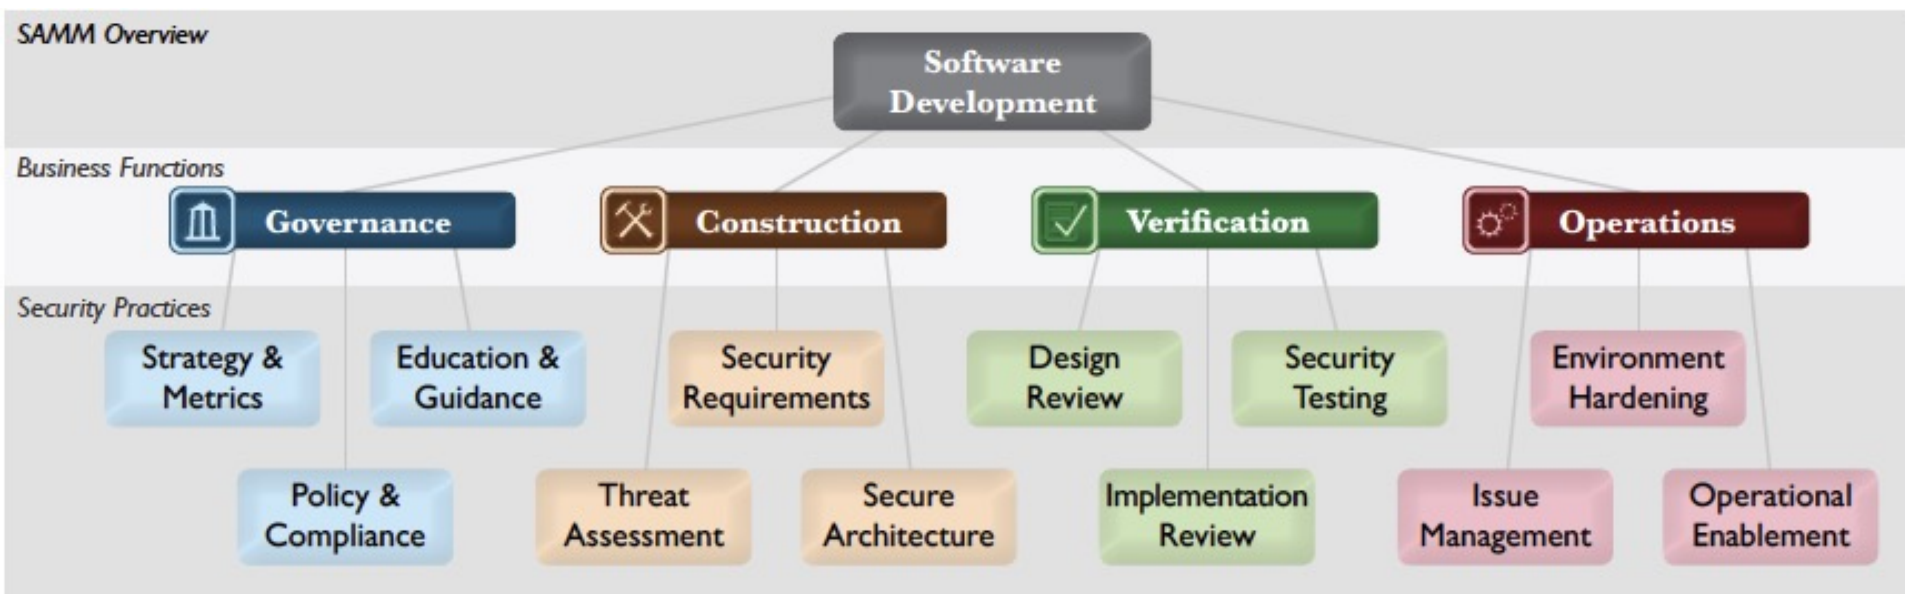 SAMM Overview
Software
Development
Business Functions
Governance
Construction
Verification
Operations
Security Practices
Strategy &
Metrics
Education &
Guidance
Security
Requirements
Design
Review
Security
Testing
Environment
Hardening
Policy &
Compliance
Threat
Assessment
Secure
Architecture
Implementation
Review
Issue
Management
Operational
Enablement